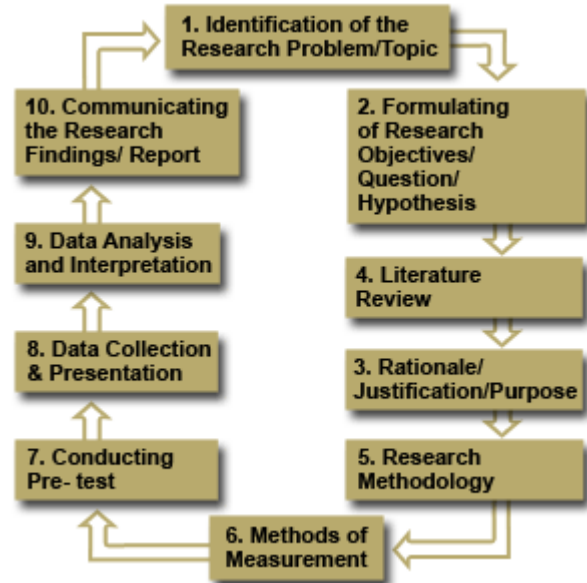 1. Identification of the
Research Problem/Topic
2. Formulating
of Research
Objectives/
Question/
Hypothesis
4. Literature
Review
3. Rationale/
Justification/Purpose
5. Research
Methodology
6. Methods of
Measurement
7. Conducting
Pre- test
8. Data Collection
& Presentation
9. Data Analysis
and Interpretation
10. Communicating
the Research
Findings/ Report